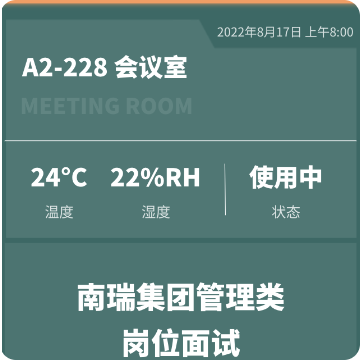 2022年8月17日 上午8:00
A2-228 会议室
MEETING ROOM
24°C 22%RH 使用中
温度 湿度 状态
南瑞集团管理类
岗位面试